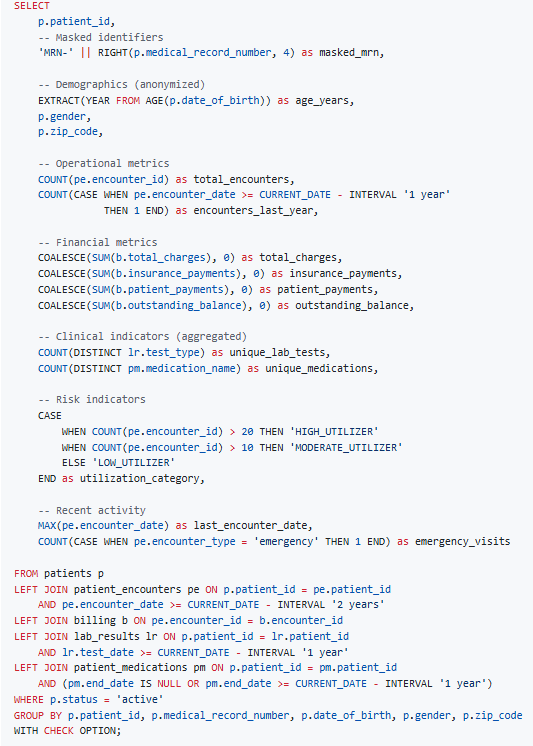 SELECT
p.patient_id,
-- Masked identifiers
'MRN-' || RIGHT(p.medical_record_number, 4) as masked_mrn,
-- Demographics (anonymized)
EXTRACT(YEAR FROM AGE(p.date_of_birth)) as age_years,
p.gender,
p.zip_code,
-- Operational metrics
COUNT(pe.encounter_id) as total_encounters,
COUNT(CASE WHEN pe.encounter_date >= CURRENT_DATE - INTERVAL '1 year'
THEN 1 END) as encounters_last_year,
-- Financial metrics
COALESCE(SUM(b.total_charges), 0) as total_charges,
COALESCE(SUM(b.insurance_payments), 0) as insurance_payments,
COALESCE(SUM(b.patient_payments), 0) as patient_payments,
COALESCE(SUM(b.outstanding_balance), 0) as outstanding_balance,
-- Clinical indicators (aggregated)
COUNT(DISTINCT lr.test_type) as unique_lab_tests,
COUNT(DISTINCT pm.medication_name) as unique_medications,
-- Risk indicators
CASE
WHEN COUNT(pe.encounter_id) > 20 THEN 'HIGH_UTILIZER'
WHEN COUNT(pe.encounter_id) > 10 THEN 'MODERATE_UTILIZER'
ELSE 'LOW_UTILIZER'
END as utilization_category,
-- Recent activity
MAX(pe.encounter_date) as last_encounter_date,
COUNT(CASE WHEN pe.encounter_type = 'emergency' THEN 1 END) as emergency_visits
FROM patients p
LEFT JOIN patient_encounters pe ON p.patient_id = pe.patient_id
AND pe.encounter_date >= CURRENT_DATE - INTERVAL '2 years'
LEFT JOIN billing b ON pe.encounter_id = b.encounter_id
LEFT JOIN lab_results lr ON p.patient_id = lr.patient_id
AND lr.test_date >= CURRENT_DATE - INTERVAL '1 year'
LEFT JOIN patient_medications pm ON p.patient_id = pm.patient_id
AND (pm.end_date IS NULL OR pm.end_date >= CURRENT_DATE - INTERVAL '1 year')
WHERE p.status = 'active'
GROUP BY p.patient_id, p.medical_record_number, p.date_of_birth, p.gender, p.zip_code
WITH CHECK OPTION;